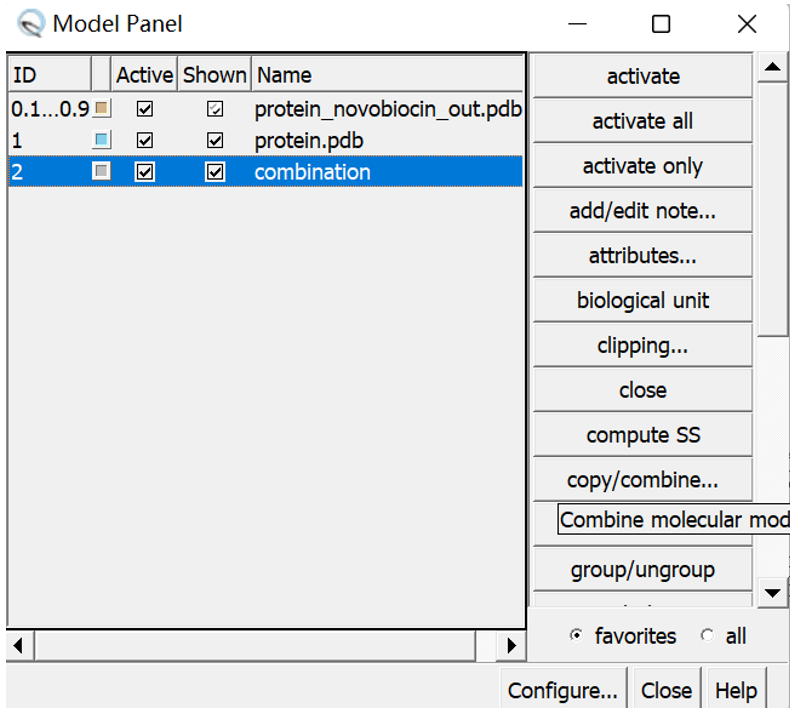 Model Panel
ID Active Shown Name
0.1...0.9 protein_novobiocin_out.pdb
1 protein.pdb
2 combination
activate
activate all
activate only
add/edit note...
attributes...
biological unit
clipping...
close
compute SS
copy/combine...
Combine molecular mod
group/ungroup
favorites all
Configure... Close Help